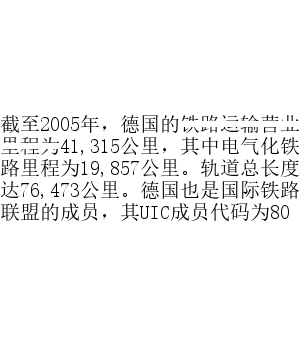 截至2005年，德国的铁路运输营业
里程为41,315公里，其中电气化铁
路里程为19,857公里。轨道总长度
达76,473公里。德国也是国际铁路
联盟的成员，其UIC成员代码为80